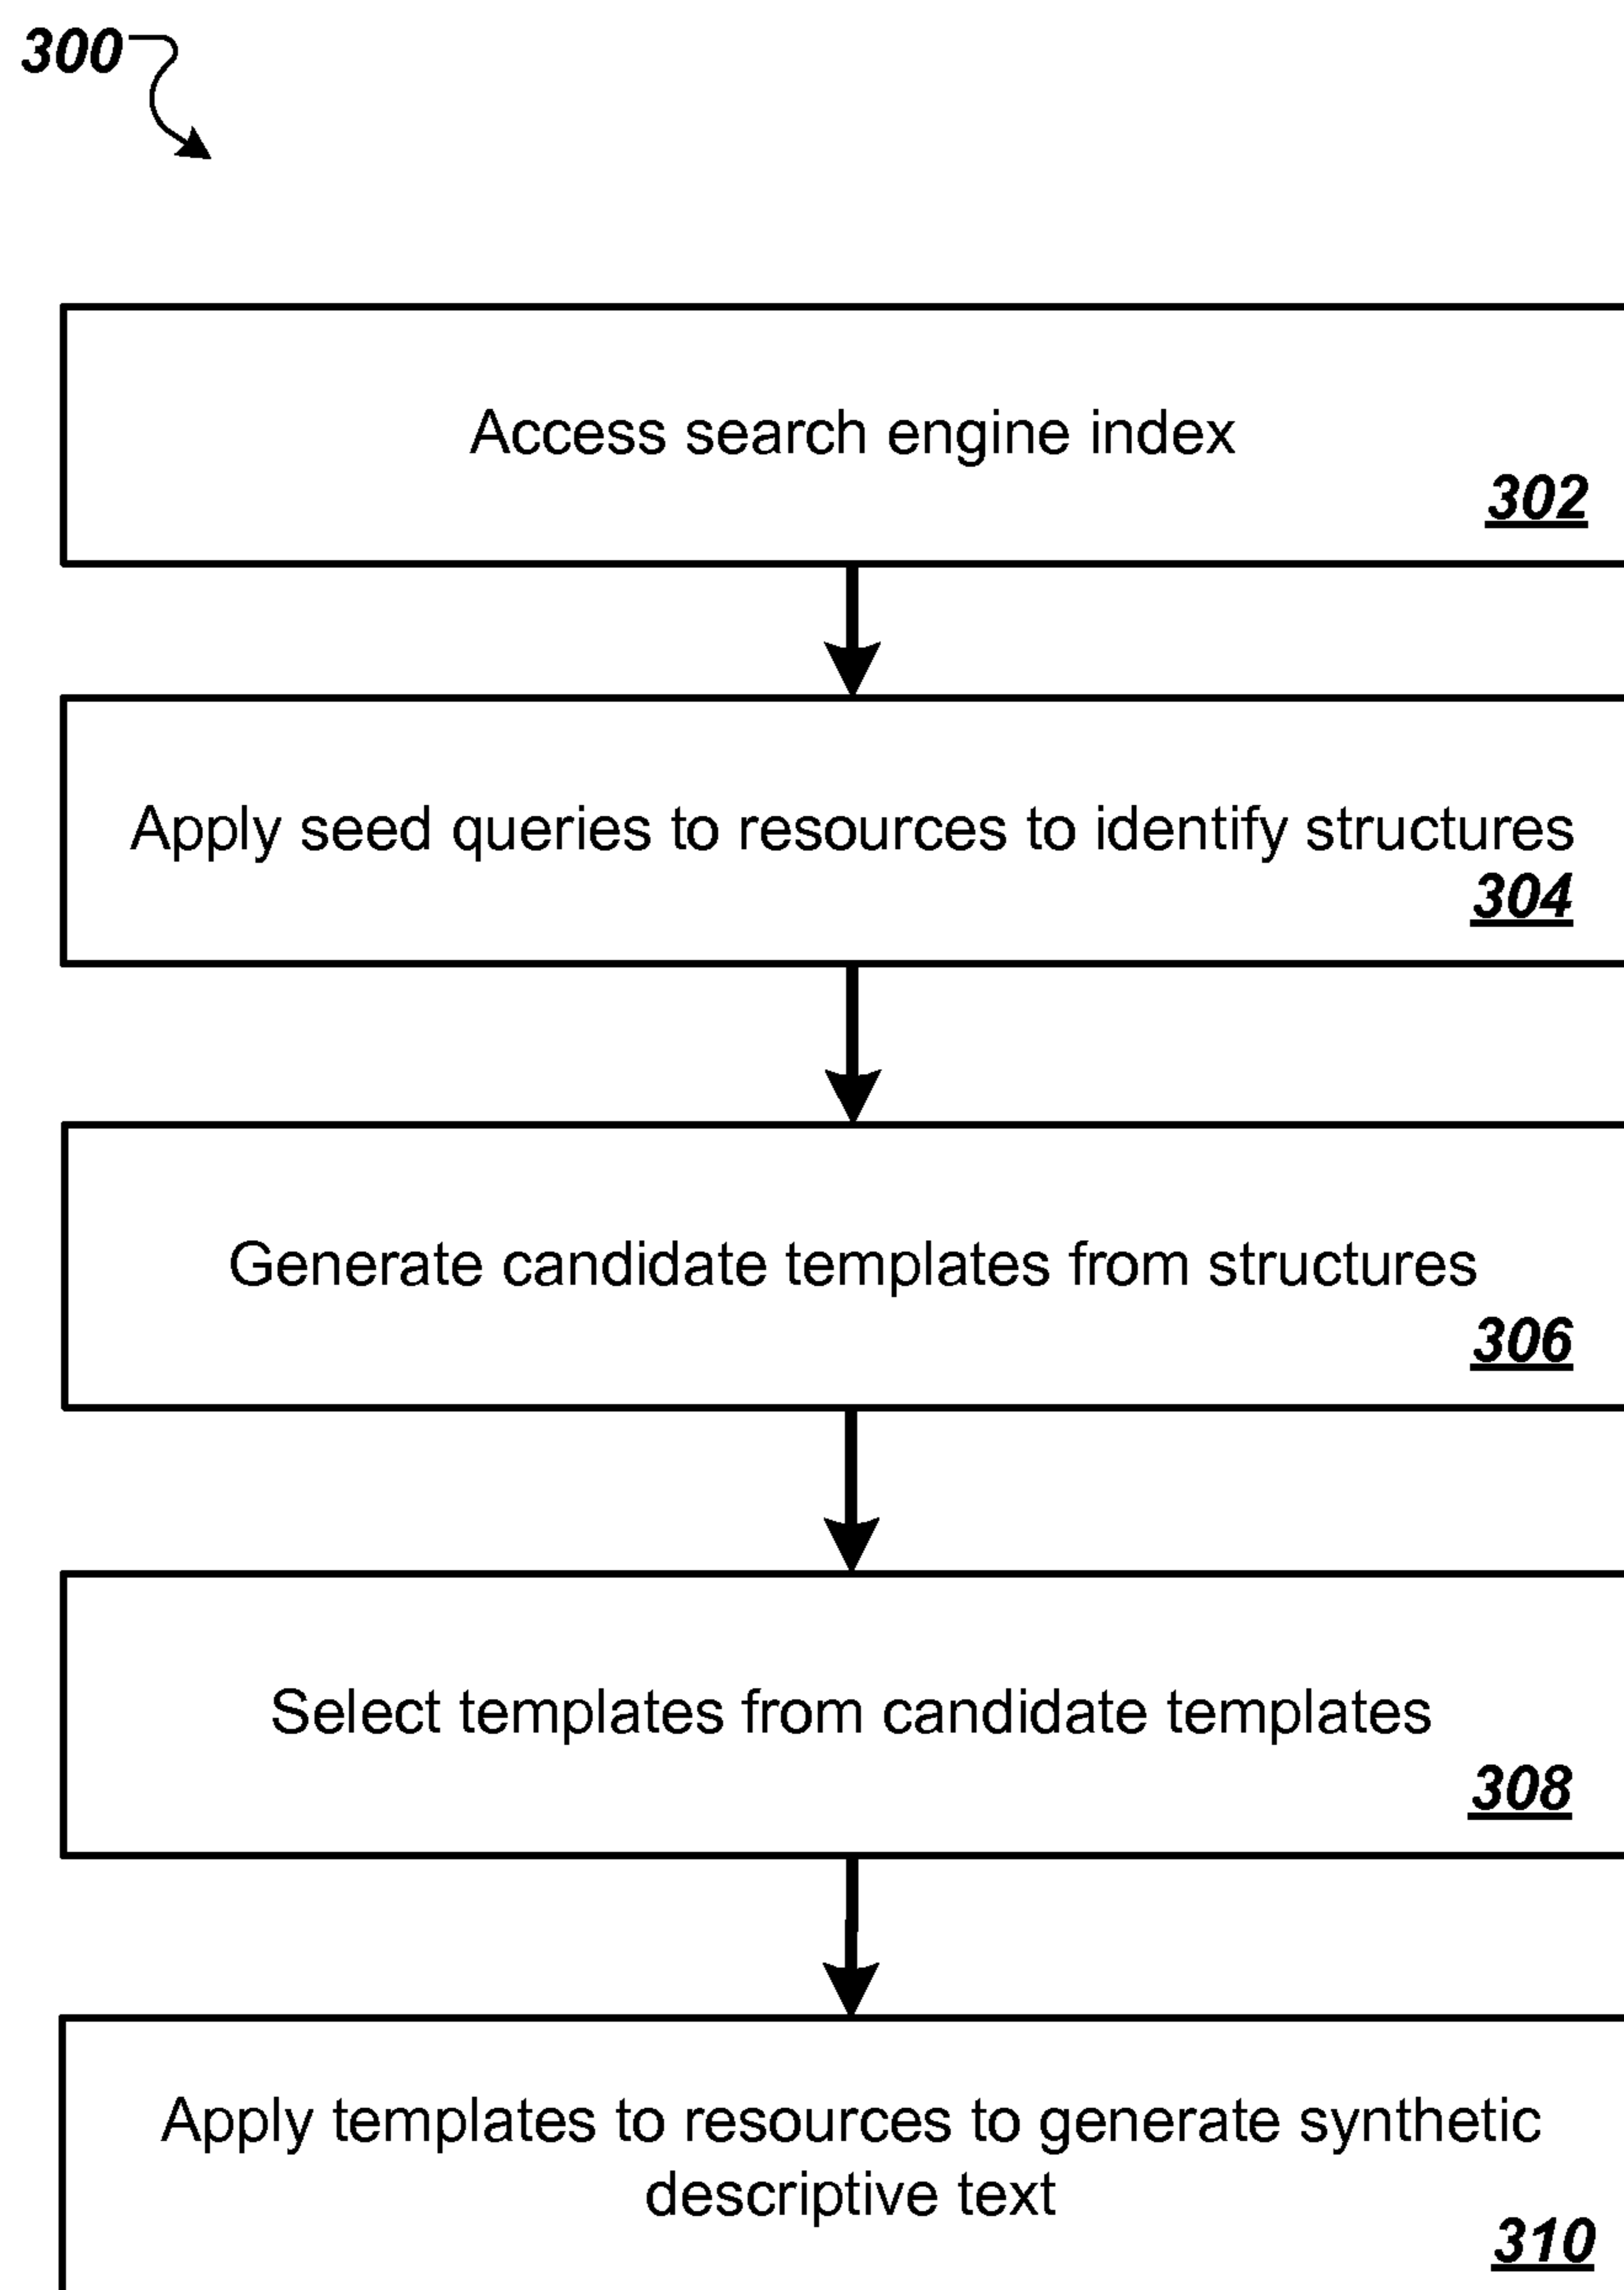 300
Access search engine index
302
Apply seed queries to resources to identify structures
304
Generate candidate templates from structures
306
Select templates from candidate templates
308
Apply templates to resources to generate synthetic
descriptive text
310